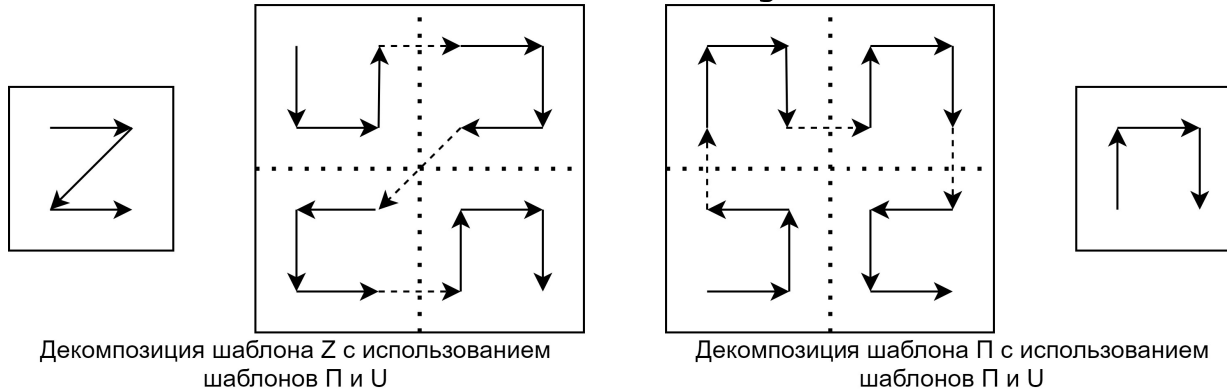 Декомпозиция шаблона Z с использованием
шаблонов П и U
Декомпозиция шаблона П с использованием
шаблонов П и U